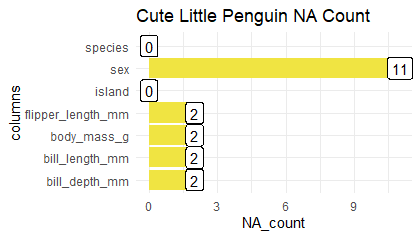 Cute Little Penguin NA Count
species 0
sex 11
island 0
flipper_length_mm 2
body_mass_g 2
bill_length_mm 2
bill_depth_mm 2
columns
0 3 6 9
NA_count